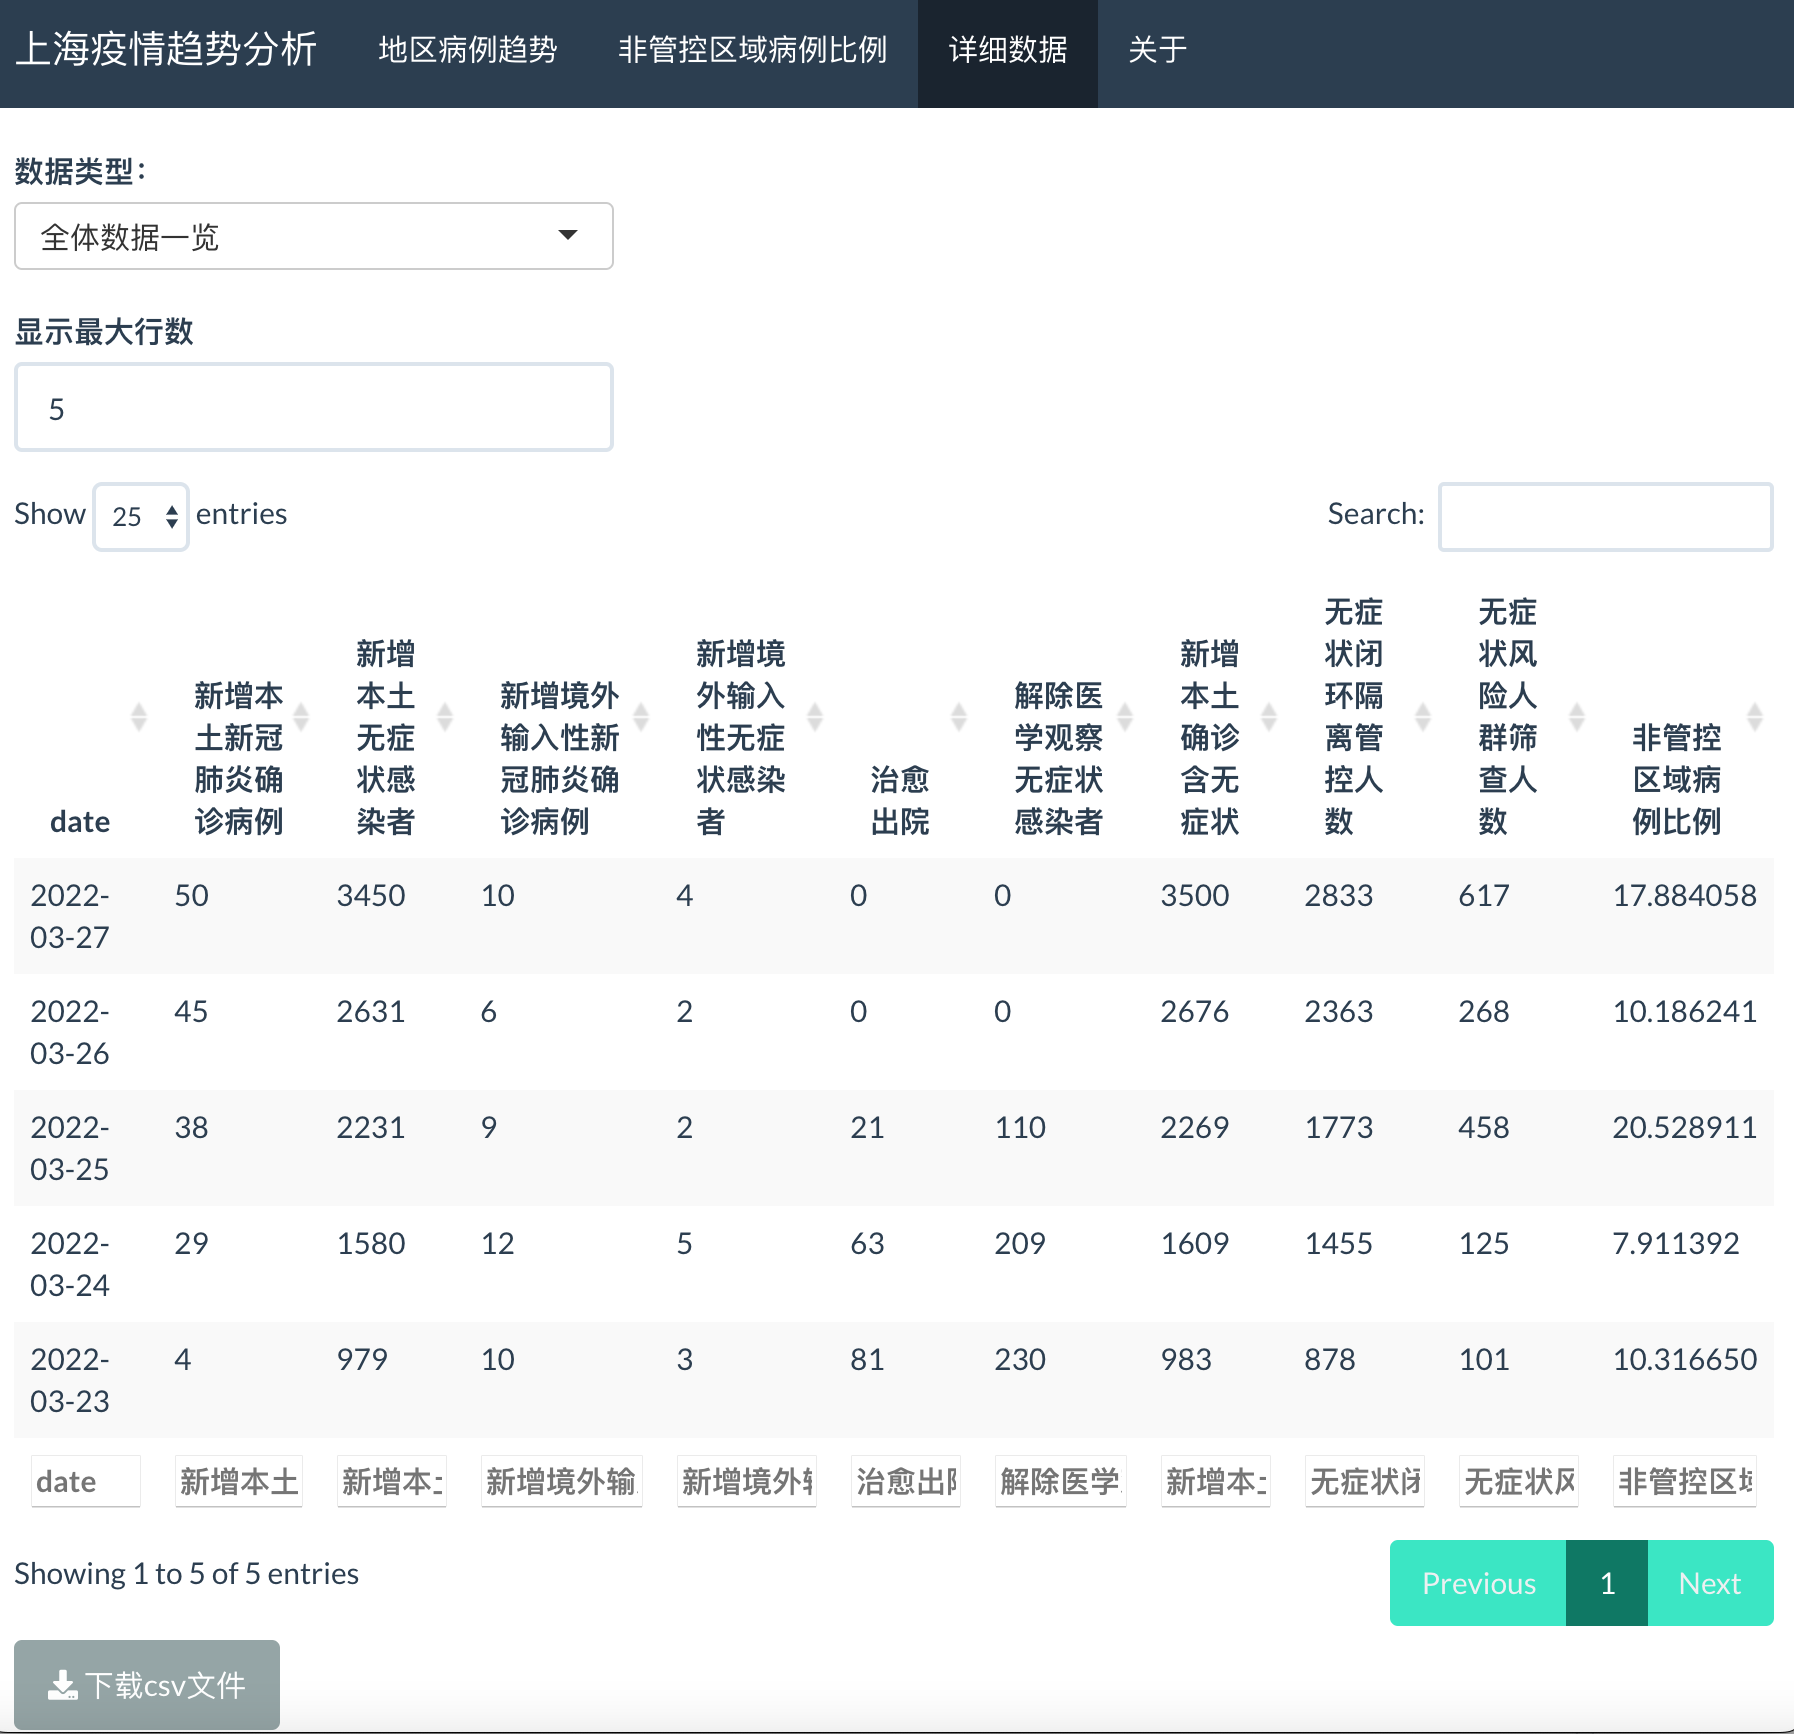 上海疫情趋势分析 地区病例趋势 非管控区域病例比例 详细数据 关于
数据类型：
全体数据一览
显示最大行数
5
Show 25 entries Search:
date 新增本土新冠肺炎确诊病例 新增本土无症状感染者 新增境外输入性新冠肺炎确诊病例 新增境外输入性无症状感染者 治愈出院 解除医学观察无症状感染者 新增本土确诊含无症状 无症状闭环隔离管控人数 无症状风险人群筛查人数 非管控区域病例比例
2022-03-27 50 3450 10 4 0 0 3500 2833 617 17.884058
2022-03-26 45 2631 6 2 0 0 2676 2363 268 10.186241
2022-03-25 38 2231 9 2 21 110 2269 1773 458 20.528911
2022-03-24 29 1580 12 5 63 209 1609 1455 125 7.911392
2022-03-23 4 979 10 3 81 230 983 878 101 10.316650
date 新增本土 新增本土 新增境外输 新增境外输 治愈出院 解除医学 新增本土 无症状闭 无症状风 非管控区域
Showing 1 to 5 of 5 entries Previous 1 Next
下载csv文件